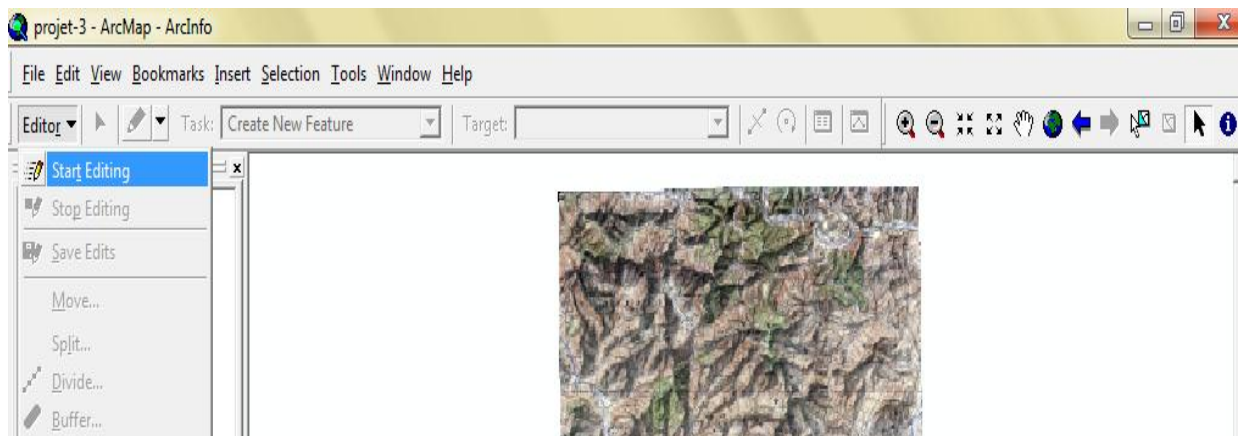 projet-3 - ArcMap - ArcInfo
File Edit View Bookmarks Insert Selection Tools Window Help
Editor Task: Create New Feature Target:
Start Editing
Stop Editing
Save Edits
Move...
Split...
Divide...
Buffer...